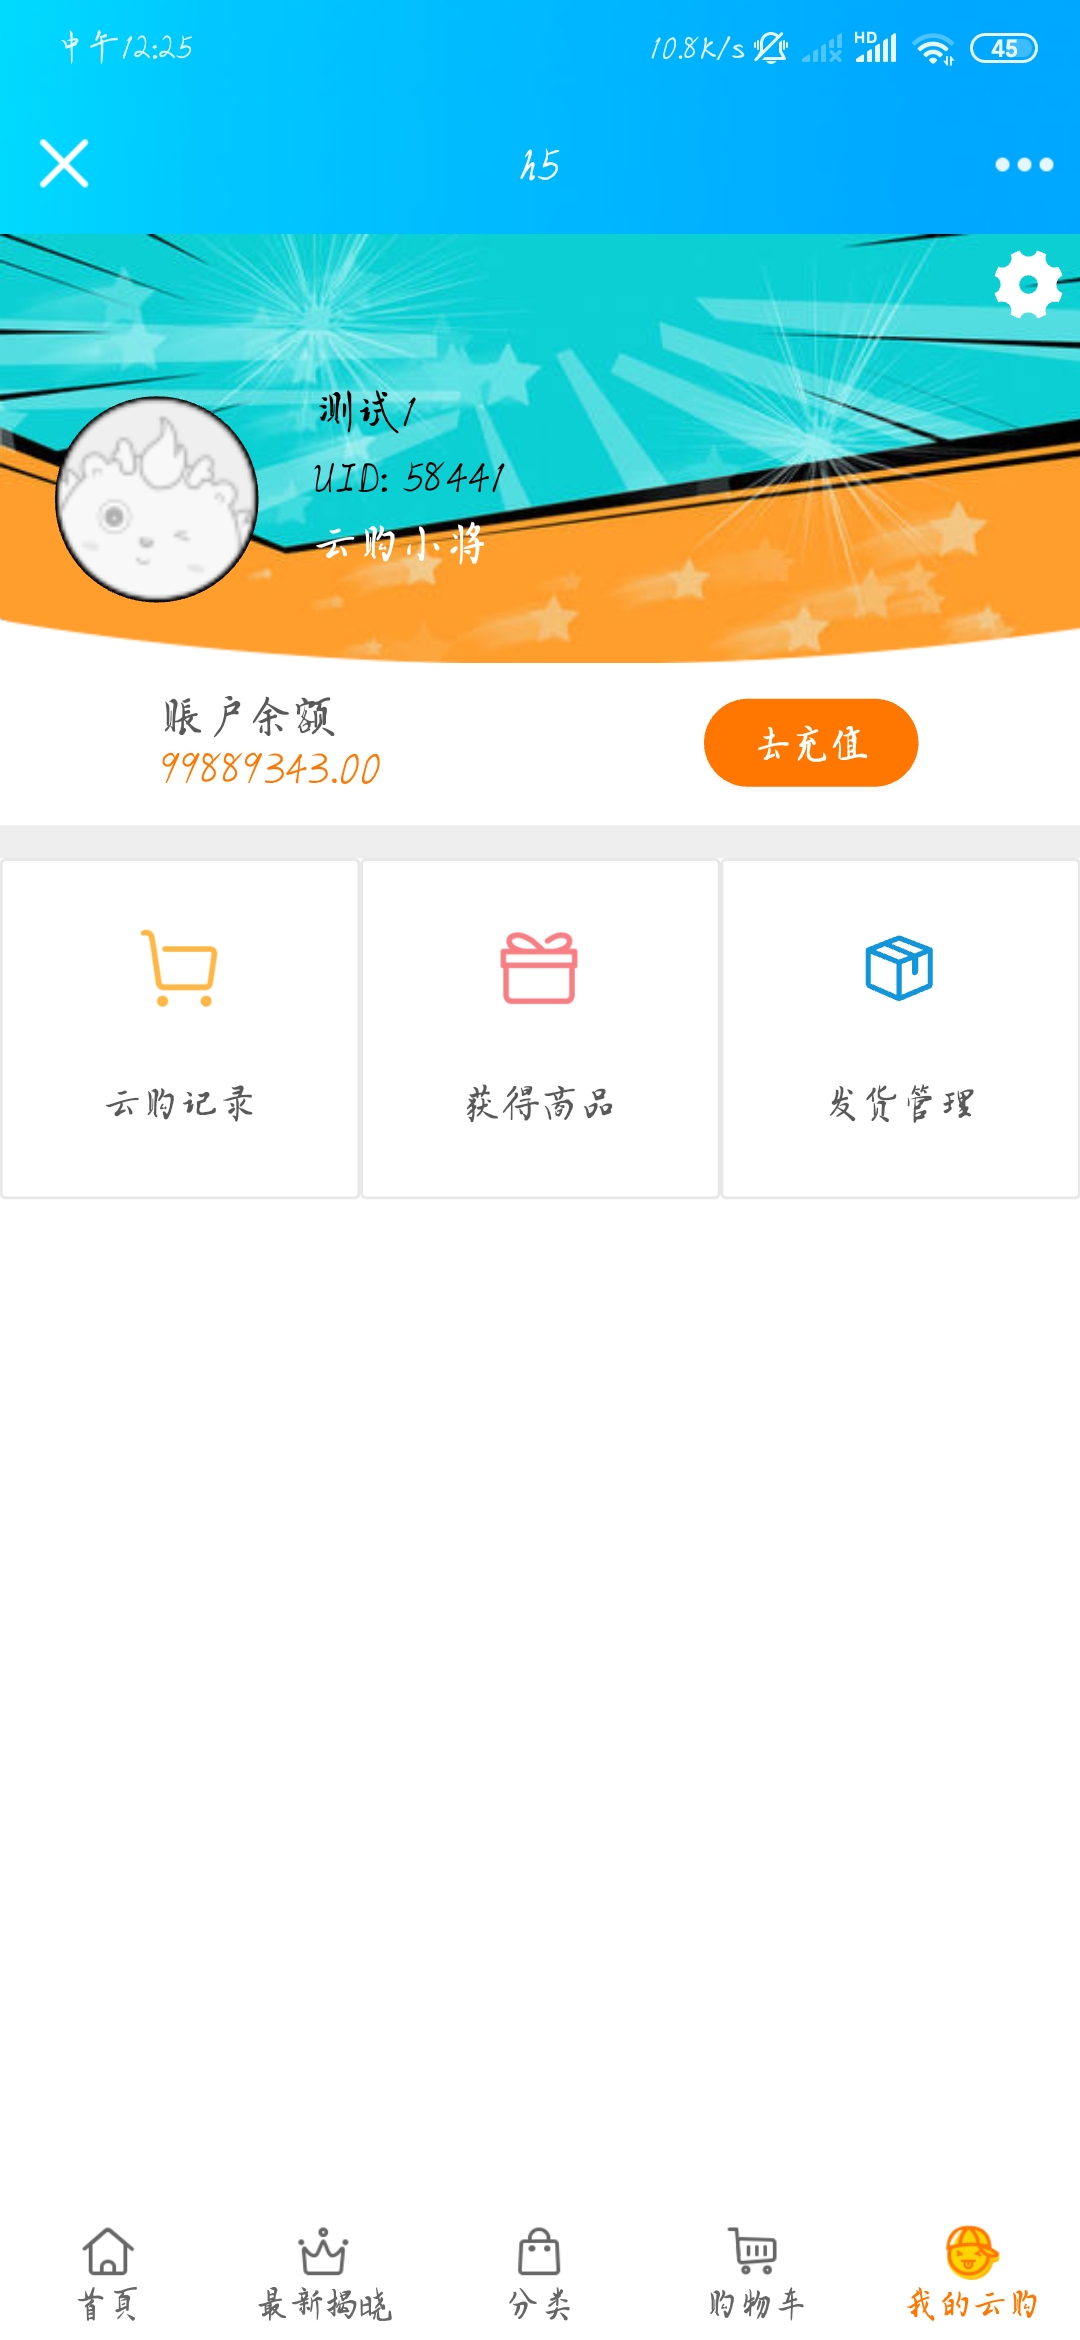 中午12:25
10.8K/s
HD
45
h5
测试1
UID: 58441
云购小将
賬户余额
99889343.00
去充值
云购记录
获得商品
发货管理
首頁
最新揭晓
分类
购物车
我的云购